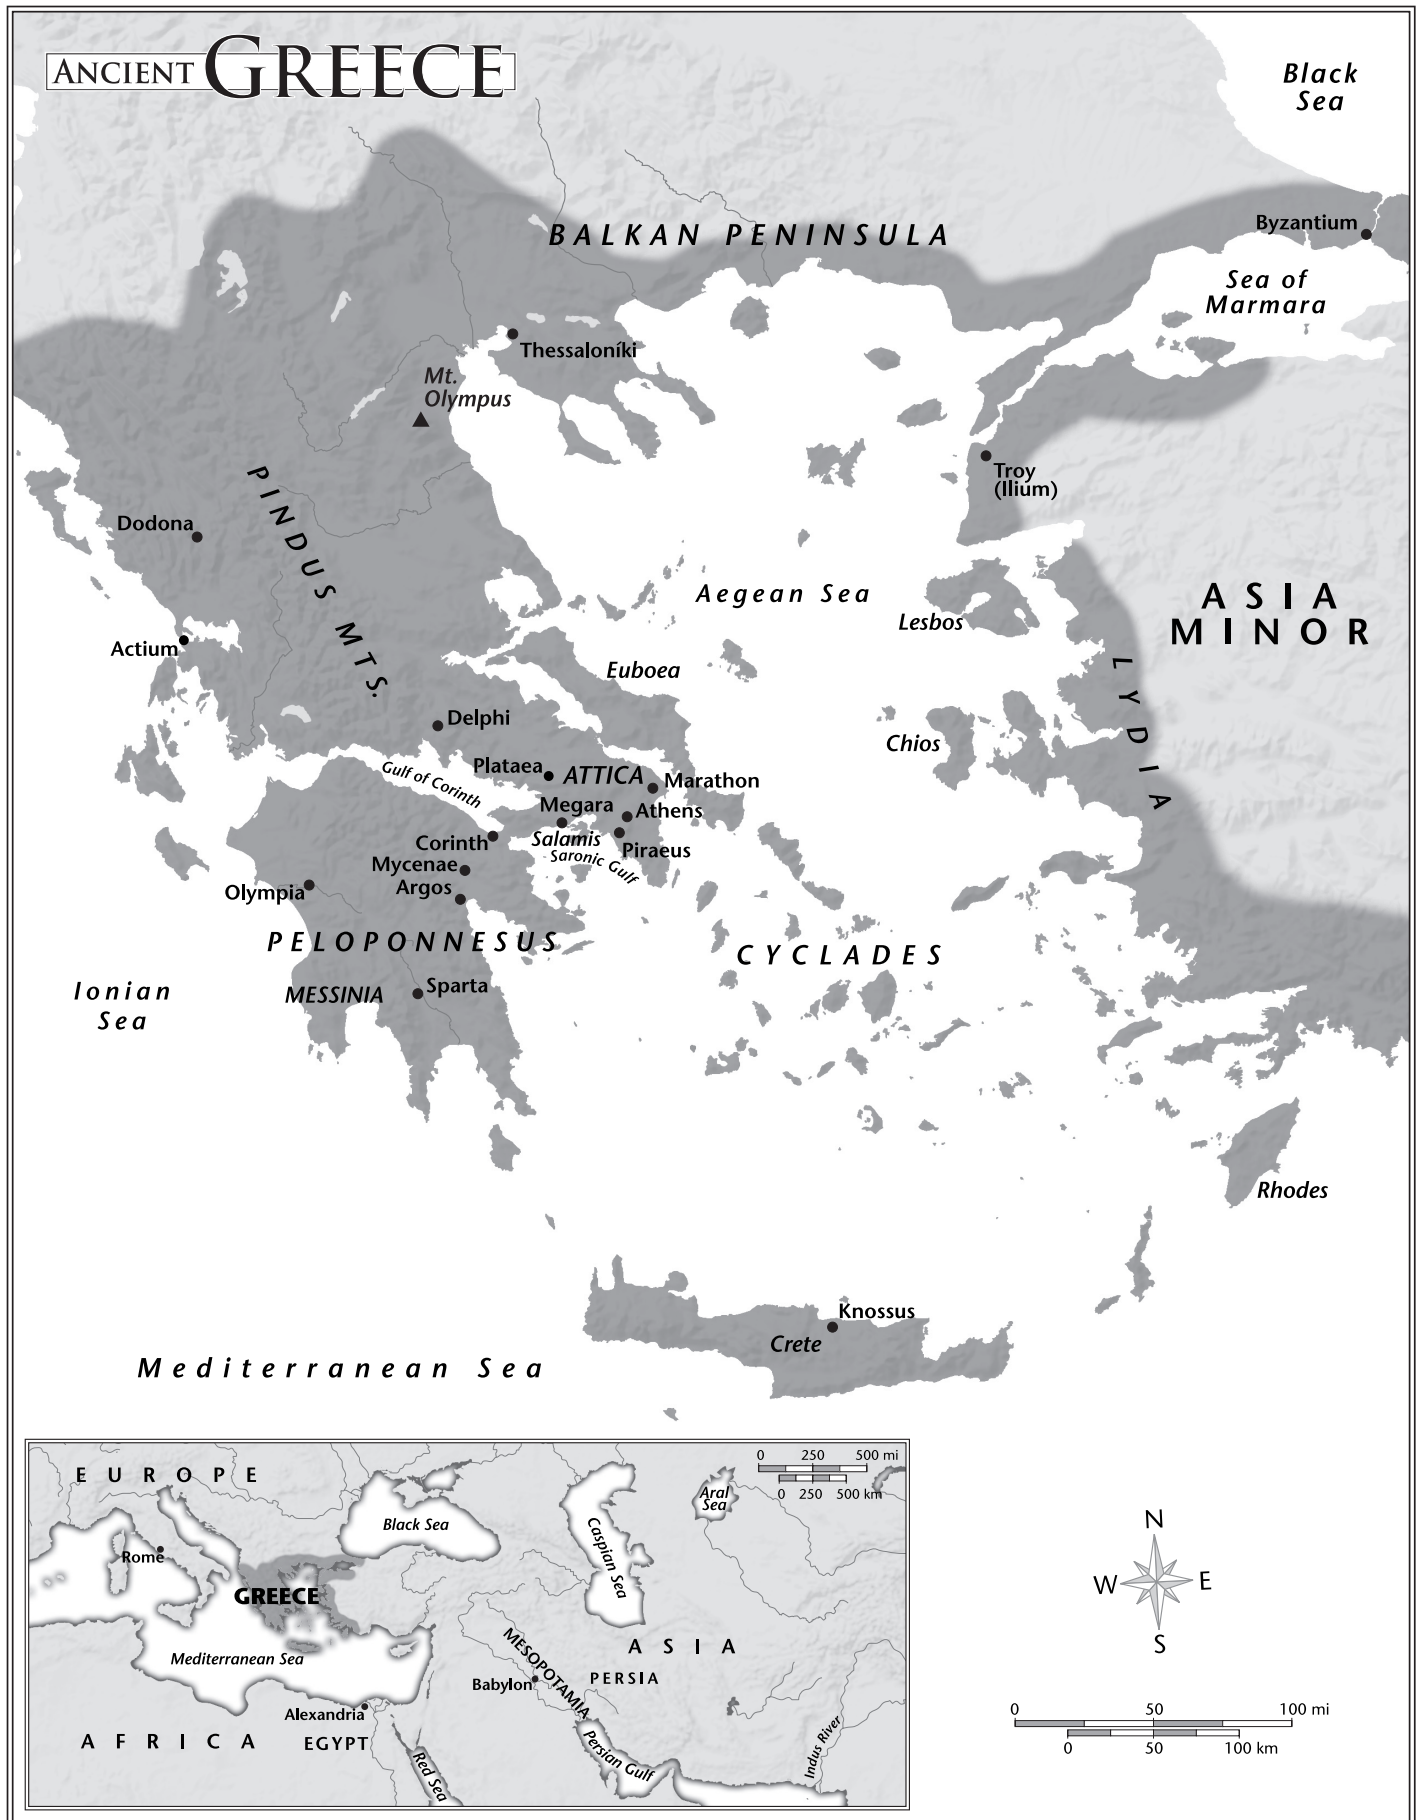 ANCIENT GREECE
Black
Sea
BALKAN PENINSULA
Byzantium
Sea of
Marmara
Thessaloníki
Mt.
Olympus
Troy
(Ilium)
PINDUS MTS.
Dodona
Aegean Sea
ASIA
MINOR
Lesbos
Actium
Euboea
LYDIA
Delphi
Chios
Plataea
ATTICA
Gulf of Corinth
Marathon
Megara
Athens
Corinth
Salamis
Piraeus
Saronic Gulf
Mycenae
Argos
Olympia
PELOPONNESUS
CYCLADES
Ionian
Sea
MESSINIA
Sparta
Rhodes
Knossus
Crete
Mediterranean Sea
EUROPE
0 250 500 mi
0 250 500 km
Aral
Sea
Black Sea
Caspian Sea
Rome
GREECE
Mediterranean Sea
ASIA
MESOPOTAMIA
PERSIA
Babylon
Alexandria
AFRICA
EGYPT
Red Sea
Persian Gulf
Indus River
N
W
E
S
0 50 100 mi
0 50 100 km